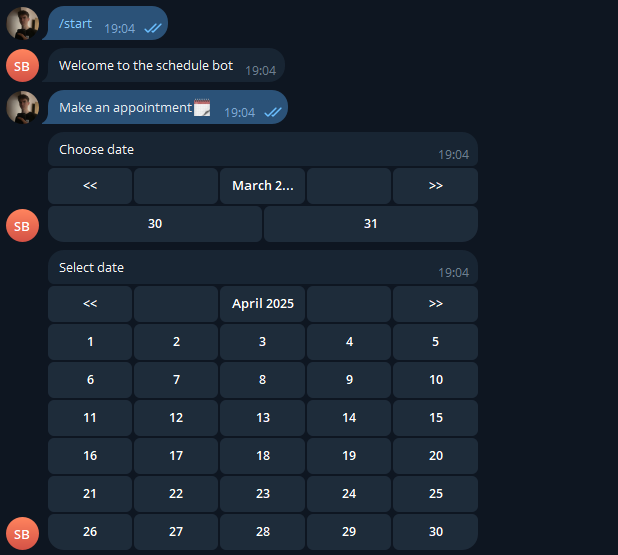 /start 19:04
SB
Welcome to the schedule bot 19:04
Make an appointment 19:04
Choose date 19:04
<< March 2... >>
30 31
SB
Select date 19:04
<< April 2025 >>
1 2 3 4 5
6 7 8 9 10
11 12 13 14 15
16 17 18 19 20
21 22 23 24 25
26 27 28 29 30
SB